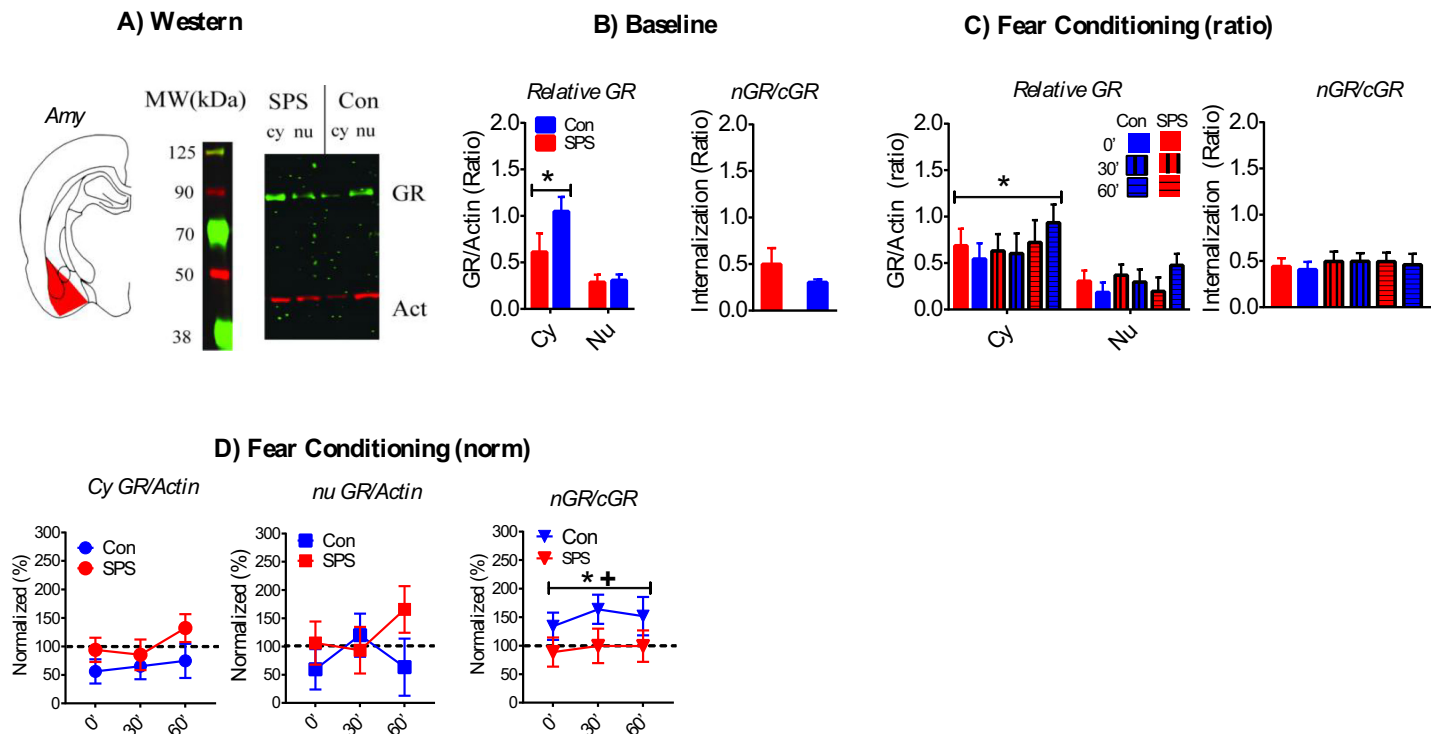 A) Western
Amy
MW(kDa)
SPS Con
cy nu cy nu
125
90
70
50
38
GR
Act
B) Baseline
Relative GR
GR/Actin (Ratio)
2.0
1.5
1.0
0.5
0.0
Con
SPS
*
Cy Nu
nGR/cGR
Internalization (Ratio)
2.0
1.5
1.0
0.5
0.0
C) Fear Conditioning (ratio)
Relative GR
GR/Actin (ratio)
2.0
1.5
1.0
0.5
0.0
*
Con SPS
0'
30'
60'
Cy Nu
nGR/cGR
Internalization (Ratio)
2.0
1.5
1.0
0.5
0.0
D) Fear Conditioning (norm)
Cy GR/Actin
Normalized (%)
300
250
200
150
100
50
0
Con
SPS
0' 30' 60'
nu GR/Actin
Normalized (%)
300
250
200
150
100
50
0
Con
SPS
0' 30' 60'
nGR/cGR
Normalized (%)
300
250
200
150
100
50
0
Con
SPS
* +
0' 30' 60'